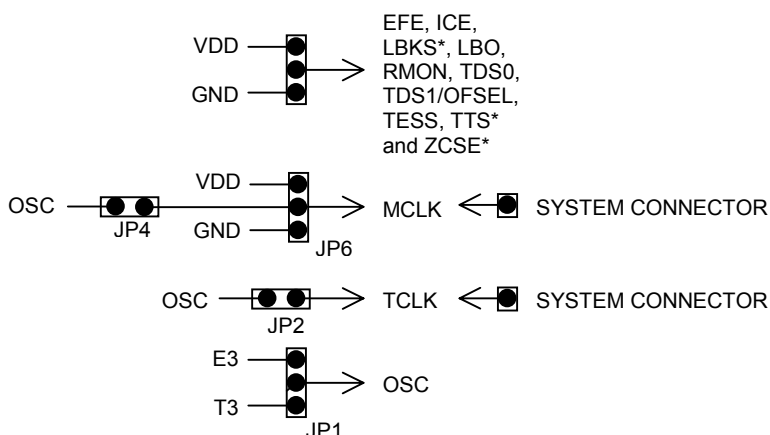 VDD
GND
EFE, ICE,
LBKS*, LBO,
RMON, TDS0,
TDS1/OFSEL,
TESS, TTS*
and ZCSE*
OSC
JP4
VDD
GND
JP6
MCLK
SYSTEM CONNECTOR
OSC
JP2
TCLK
SYSTEM CONNECTOR
E3
T3
JP1
OSC